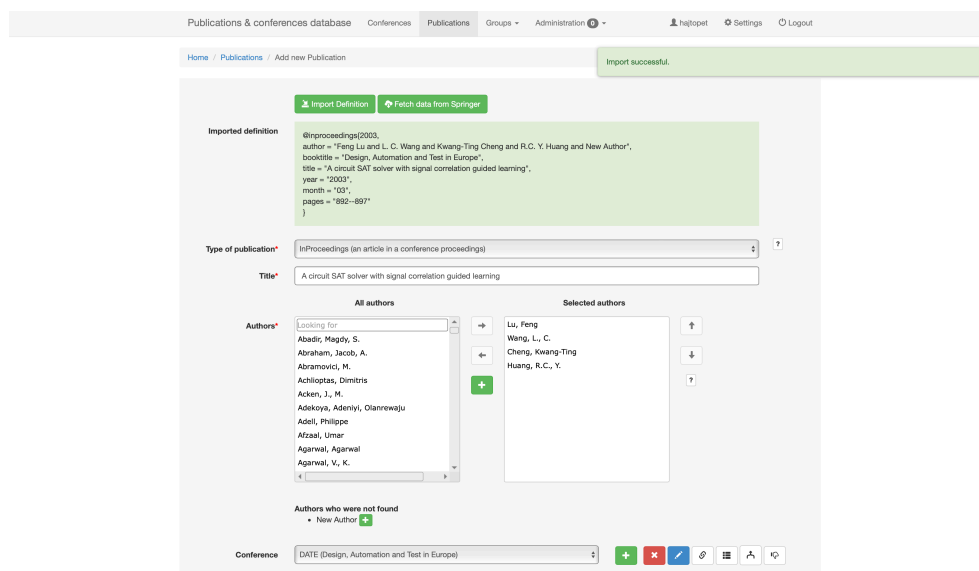 Publications & conferences database Conferences Publications Groups Administration 0 hajtopet Settings Logout
Home / Publications / Add new Publication
Import successful.
Import Definition Fetch data from Springer
Imported definition
@inproceedings{2003,
author = "Feng Lu and L. C. Wang and Kwang-Ting Cheng and R.C. Y. Huang and New Author",
booktitle = "Design, Automation and Test in Europe",
title = "A circuit SAT solver with signal correlation guided learning",
year = "2003",
month = "03",
pages = "892--897"
}
Type of publication* InProceedings (an article in a conference proceedings) ?
Title* A circuit SAT solver with signal correlation guided learning
All authors Selected authors
Authors*
Looking for
Abadir, Magdy, S.
Abraham, Jacob, A.
Abramovici, M.
Achlioptas, Dimitris
Acken, J., M.
Adekoya, Adeniyi, Olanrewaju
Adell, Philippe
Afzaal, Umar
Agarwal, Agarwal
Agarwal, V., K.
Lu, Feng
Wang, L., C.
Cheng, Kwang-Ting
Huang, R.C., Y.
?
Authors who were not found
• New Author
Conference DATE (Design, Automation and Test in Europe)